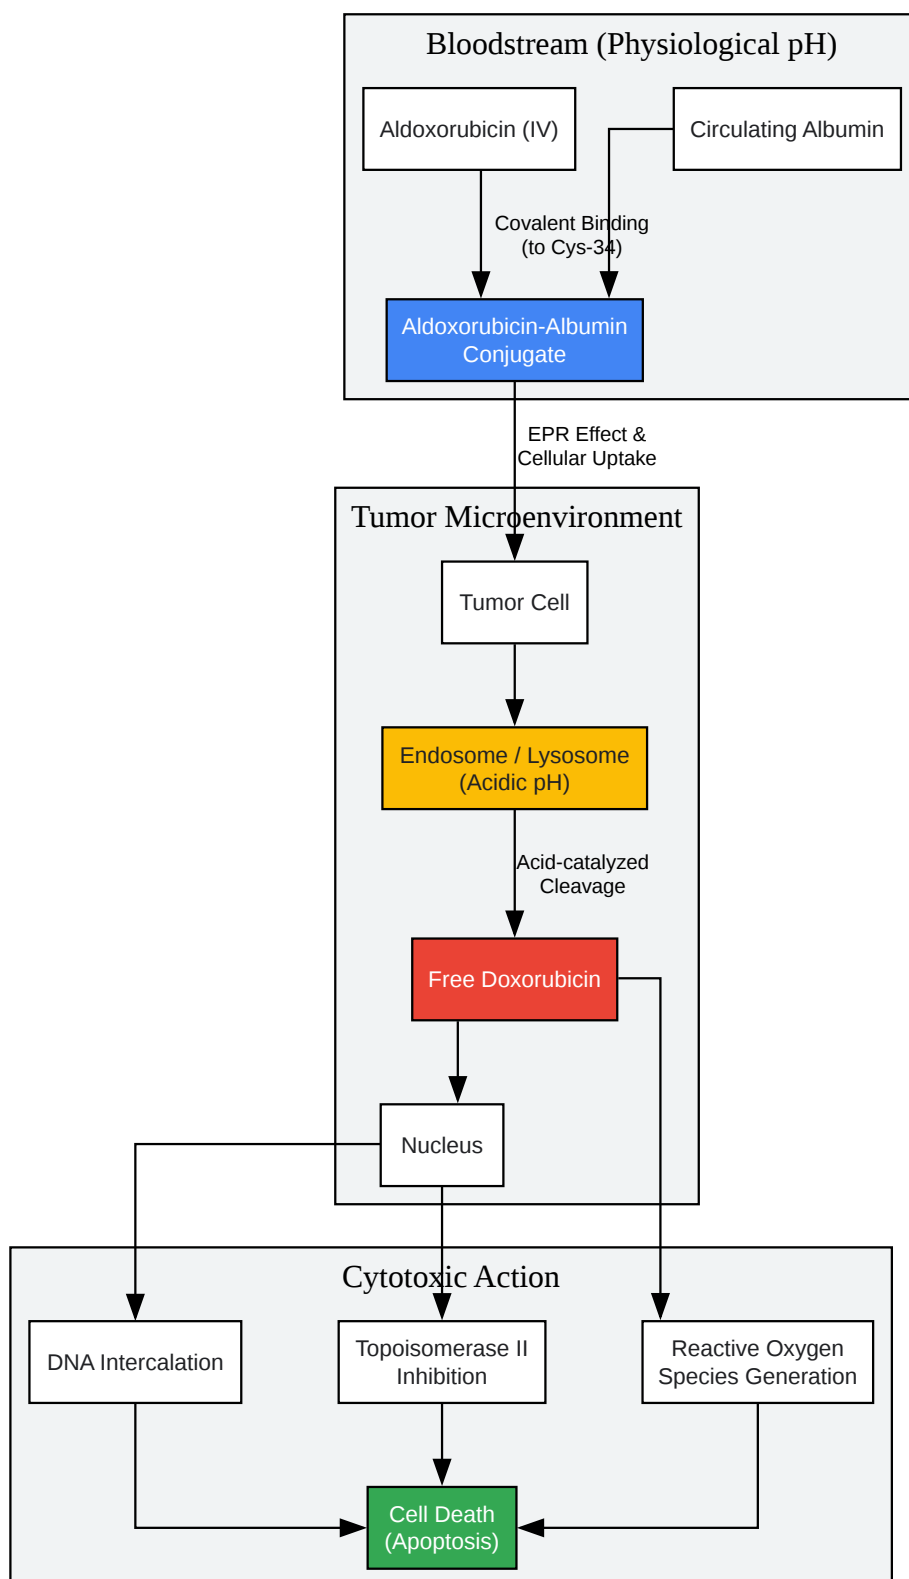 Bloodstream (Physiological pH)
Aldoxorubicin (IV)
Circulating Albumin
Covalent Binding
(to Cys-34)
Aldoxorubicin-Albumin
Conjugate
EPR Effect &
Cellular Uptake
Tumor Microenvironment
Tumor Cell
Endosome / Lysosome
(Acidic pH)
Acid-catalyzed
Cleavage
Free Doxorubicin
Nucleus
Cytotoxic Action
DNA Intercalation
Topoisomerase II
Inhibition
Reactive Oxygen
Species Generation
Cell Death
(Apoptosis)